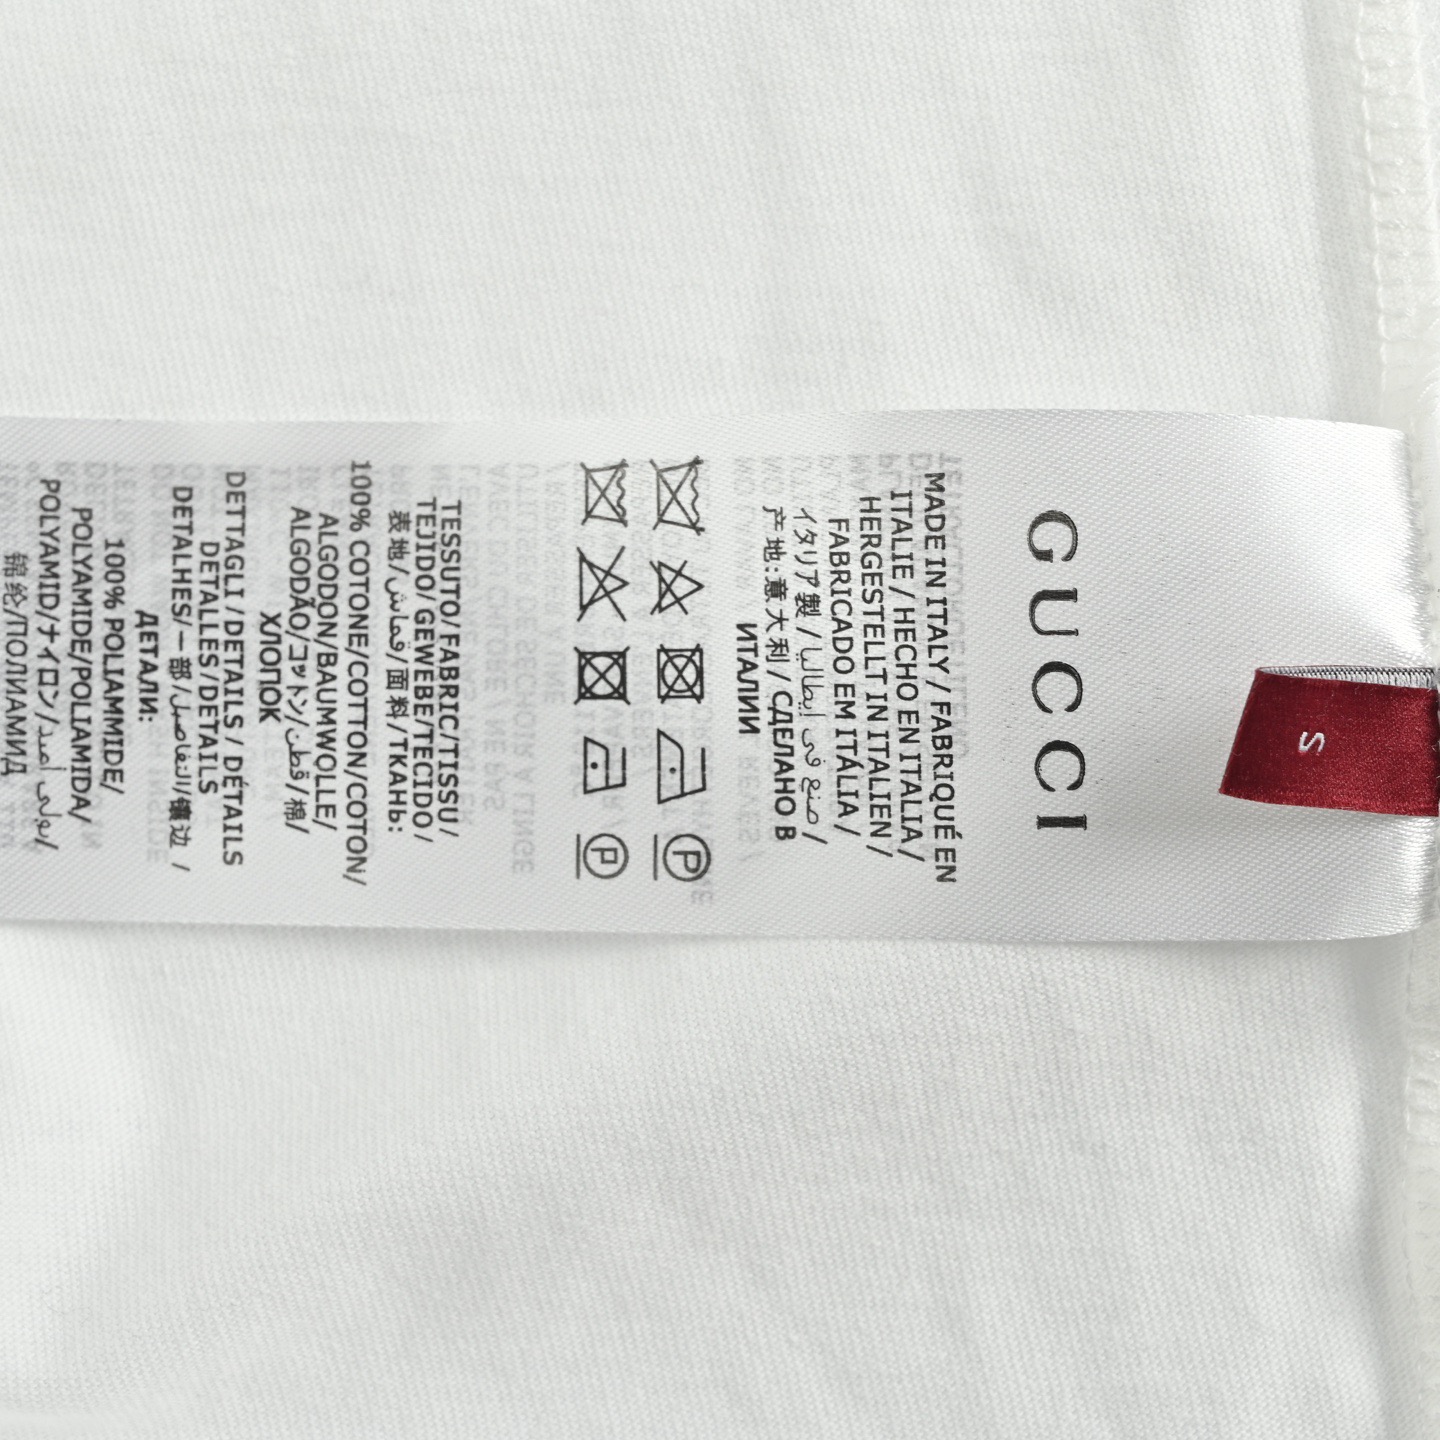 S
GUCCI
MADE IN ITALY / FABRIQUÉ EN
ITALIE / HECHO EN ITALIA/
HERGESTELLT IN ITALIEN /
FABRICADO EM ITÁLIA /
イタリア製 / صنع في إيطاليا /
产地:意大利 / СДЕЛАНО В
ИТАЛИИ
TESSUTO/FABRIC/TISSU/
TEJIDO/ GEWEBE/TECIDO/
表地/قماش/面料/ТКАНЬ:
100% COTONE/COTTON/COTON/
ALGODON/BAUMWOLLE/
ALGODÃO/コットン/قطن/棉/
ХЛОПОК
DETTAGLI / DETAILS / DÉTAILS
DETALLES/DETAILS
DETALHES/一部/التفاصيل/镶边 /
ДЕТАЛИ:
100% POLIAMMIDE/
POLYAMIDE/POLIAMIDA/
POLYAMID/ナイロン/بولي أميد/
锦纶/ПОЛИАМИД